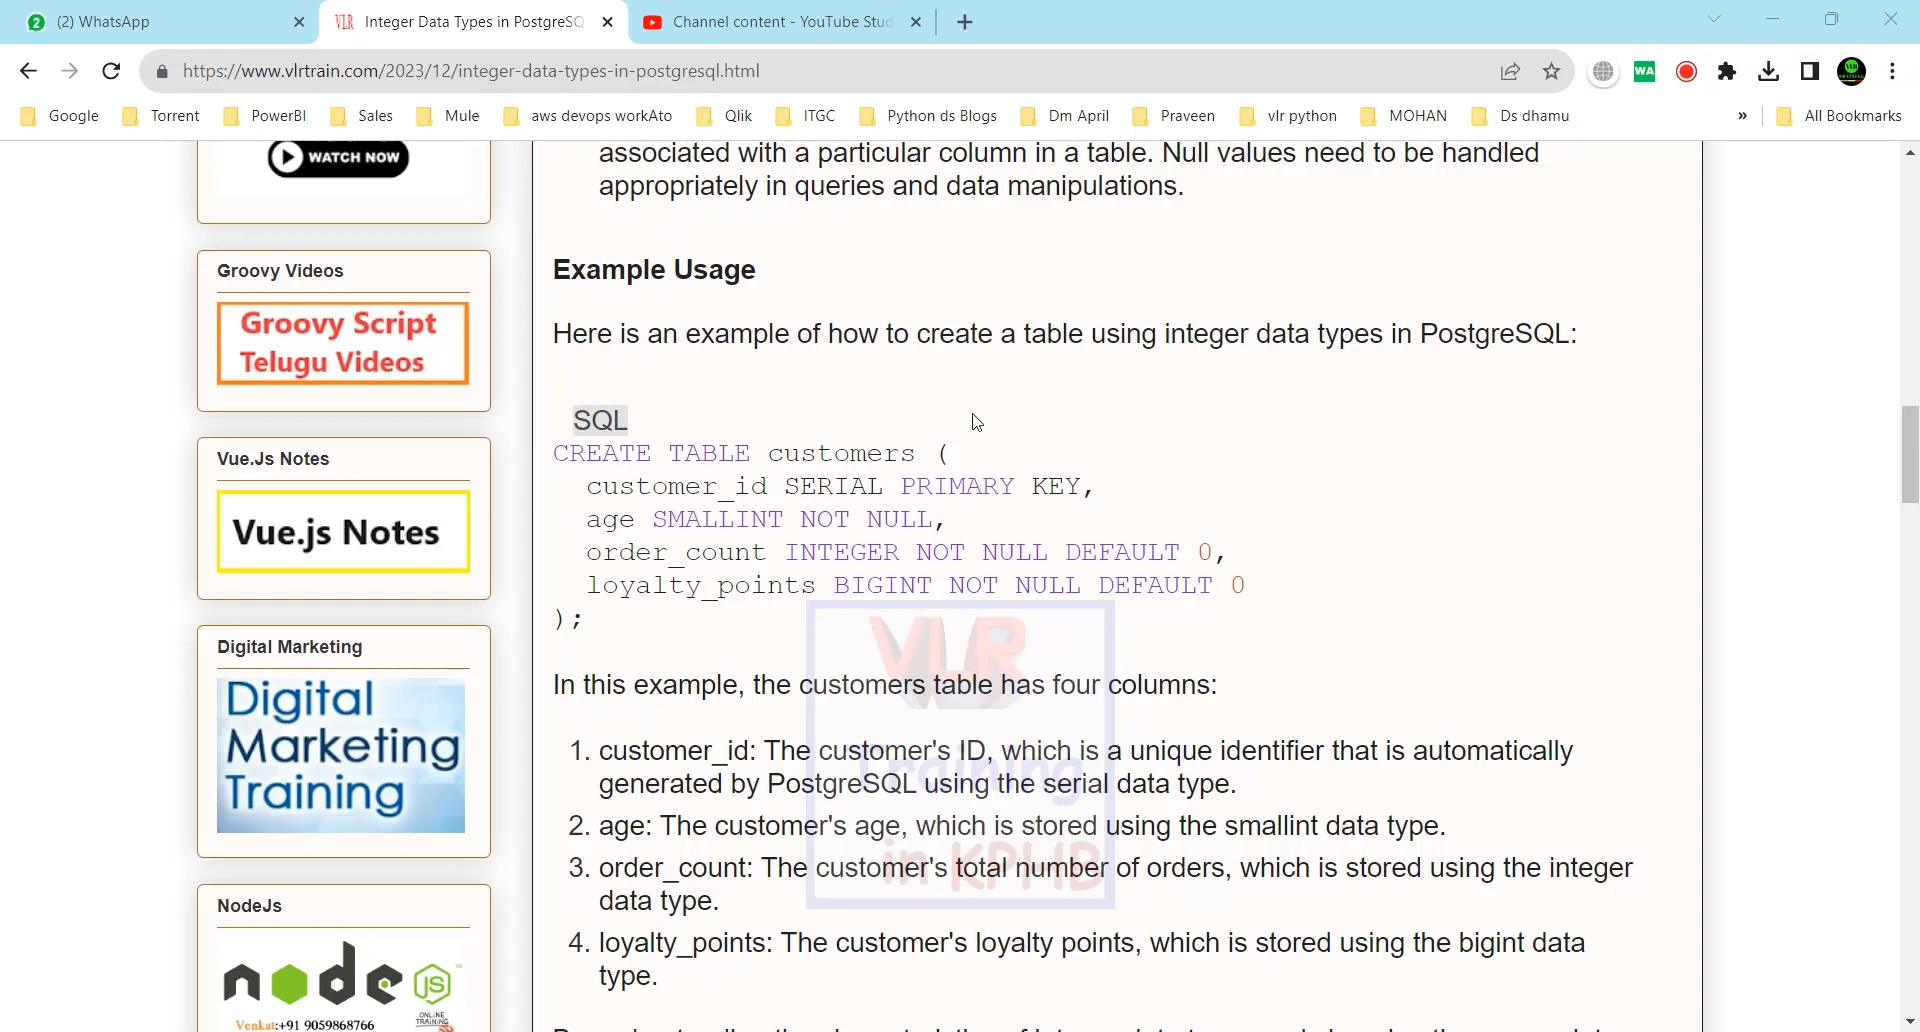 (2) WhatsApp
VLR Integer Data Types in PostgreSQ
Channel content - YouTube Stud
https://www.vlrtrain.com/2023/12/integer-data-types-in-postgresql.html
WA
Google
Torrent
PowerBI
Sales
Mule
aws devops workAto
Qlik
ITGC
Python ds Blogs
Dm April
Praveen
vlr python
MOHAN
Ds dhamu
»
All Bookmarks
WATCH NOW
Groovy Videos
Groovy Script
Telugu Videos
Vue.Js Notes
Vue.js Notes
Digital Marketing
Digital
Marketing
Training
NodeJs
node JS
ONLINE
TRAINING
Venkat:+91 9059868766
associated with a particular column in a table. Null values need to be handled
appropriately in queries and data manipulations.
Example Usage
Here is an example of how to create a table using integer data types in PostgreSQL:
SQL
CREATE TABLE customers (
customer_id SERIAL PRIMARY KEY,
age SMALLINT NOT NULL,
order_count INTEGER NOT NULL DEFAULT 0,
loyalty_points BIGINT NOT NULL DEFAULT 0
);
In this example, the customers table has four columns:
1. customer_id: The customer's ID, which is a unique identifier that is automatically
generated by PostgreSQL using the serial data type.
2. age: The customer's age, which is stored using the smallint data type.
3. order_count: The customer's total number of orders, which is stored using the integer
data type.
4. loyalty_points: The customer's loyalty points, which is stored using the bigint data
type.
VLR
Training
in KPHB